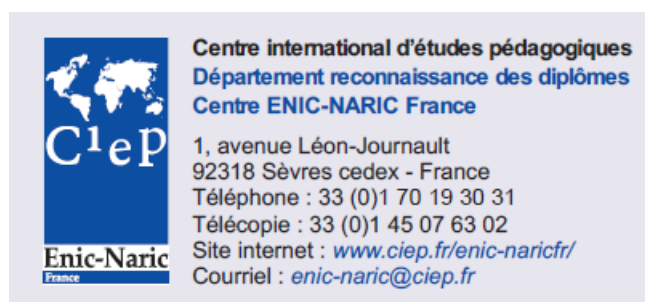 Ciep
Enic-Naric
France
Centre international d'études pédagogiques
Département reconnaissance des diplômes
Centre ENIC-NARIC France
1, avenue Léon-Journault
92318 Sèvres cedex - France
Téléphone : 33 (0)1 70 19 30 31
Télécopie : 33 (0)1 45 07 63 02
Site internet : www.ciep.fr/enic-naricfr/
Courriel : enic-naric@ciep.fr